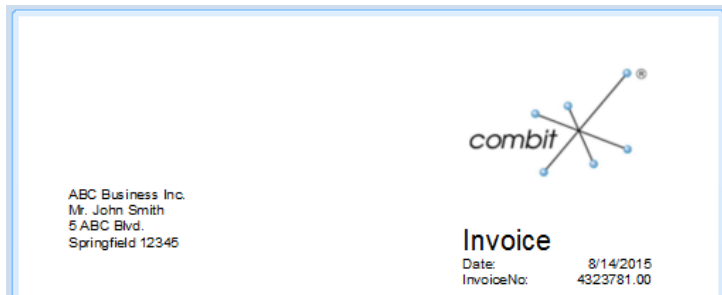 combit ®
ABC Business Inc.
Mr. John Smith
5 ABC Blvd.
Springfield 12345
Invoice
Date: 8/14/2015
InvoiceNo: 4323781.00